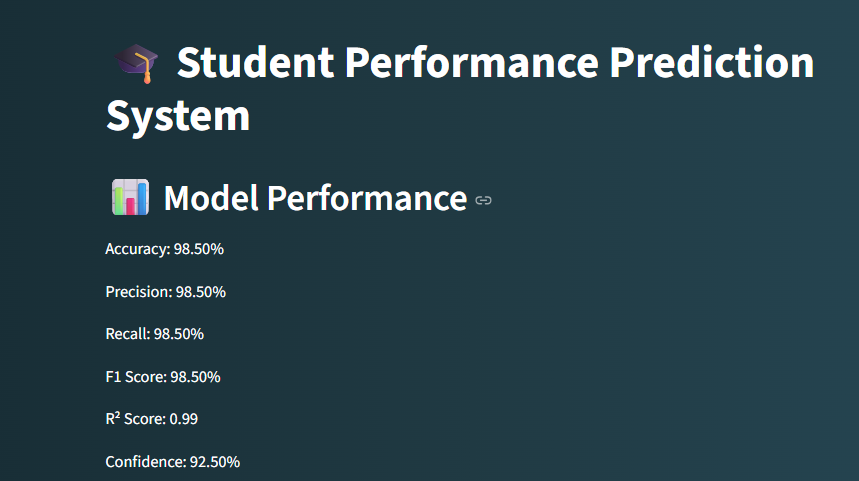 🎓 Student Performance Prediction
System
📊 Model Performance
Accuracy: 98.50%
Precision: 98.50%
Recall: 98.50%
F1 Score: 98.50%
R² Score: 0.99
Confidence: 92.50%